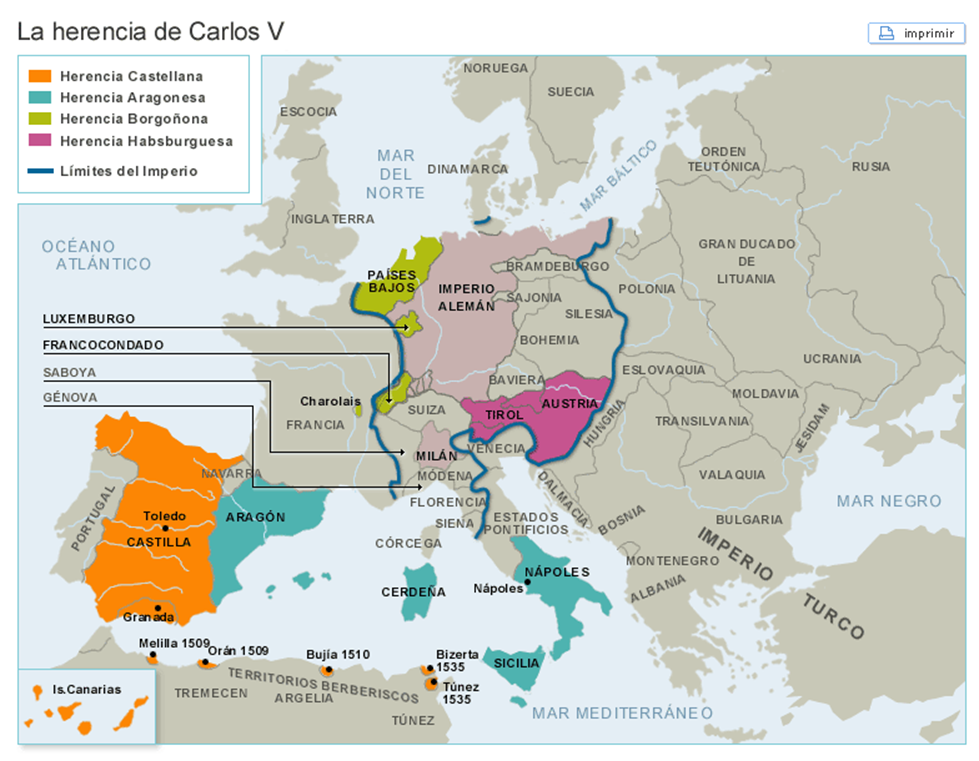 La herencia de Carlos V
imprimir
Herencia Castellana
Herencia Aragonesa
Herencia Borgoñona
Herencia Habsburguesa
Límites del Imperio
NORUEGA
SUECIA
ESCOCIA
MAR
DEL
NORTE
DINAMARCA
MAR BÁLTICO
ORDEN
TEUTÓNICA
RUSIA
INGLATERRA
OCÉANO
ATLÁNTICO
PAÍSES
BAJOS
IMPERIO
ALEMÁN
BRAMDEBURGO
SAJONIA
SILESIA
POLONIA
GRAN DUCADO
DE
LITUANIA
LUXEMBURGO
FRANCOCONDADO
SABOYA
GÉNOVA
BOHEMIA
UCRANIA
ESLOVAQUIA
BAVIERA
MOLDAVIA
Charolais
FRANCIA
SUIZA
TIROL
AUSTRIA
HUNGRIA
TRANSILVANIA
JESIDAM
MILÁN
VENECIA
MÓDENA
VALAQUIA
NAVARRA
PORTUGAL
Toledo
CASTILLA
ARAGÓN
FLORENCIA
SIENA
ESTADOS
PONTIFICIOS
DALMACIA
BOSNIA
BULGARIA
MAR NEGRO
CÓRCEGA
MONTENEGRO
ALBANIA
IMPERIO
TURCO
CERDEÑA
NÁPOLES
Nápoles
Granada
Melilla 1509
Orán 1509
Bujía 1510
Bizerta
1535
SICILIA
Túnez
1535
TERRITORIOS BERBERISCOS
TREMECEN
ARGELIA
TÚNEZ
MAR MEDITERRÁNEO
Is.Canarias